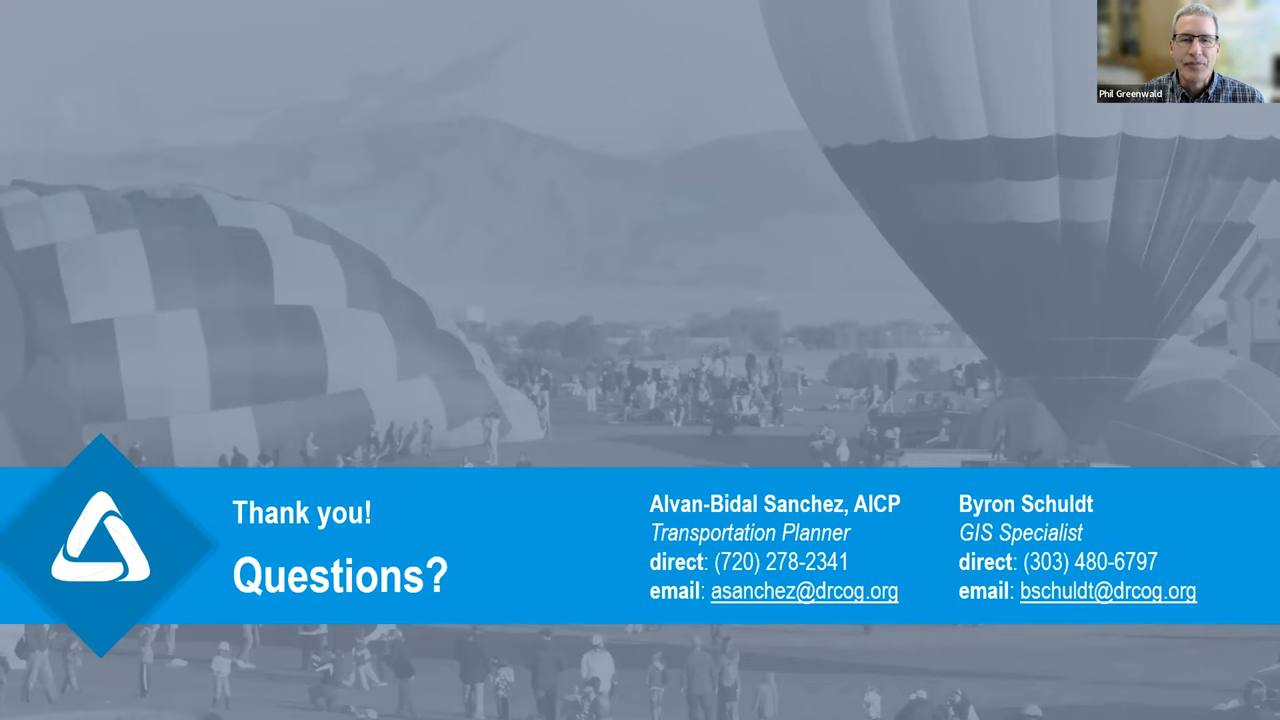 Phil Greenwald
Thank you!
Questions?
Alvan-Bidal Sanchez, AICP
Transportation Planner
direct: (720) 278-2341
email: asanchez@drcog.org
Byron Schuldt
GIS Specialist
direct: (303) 480-6797
email: bschuldt@drcog.org